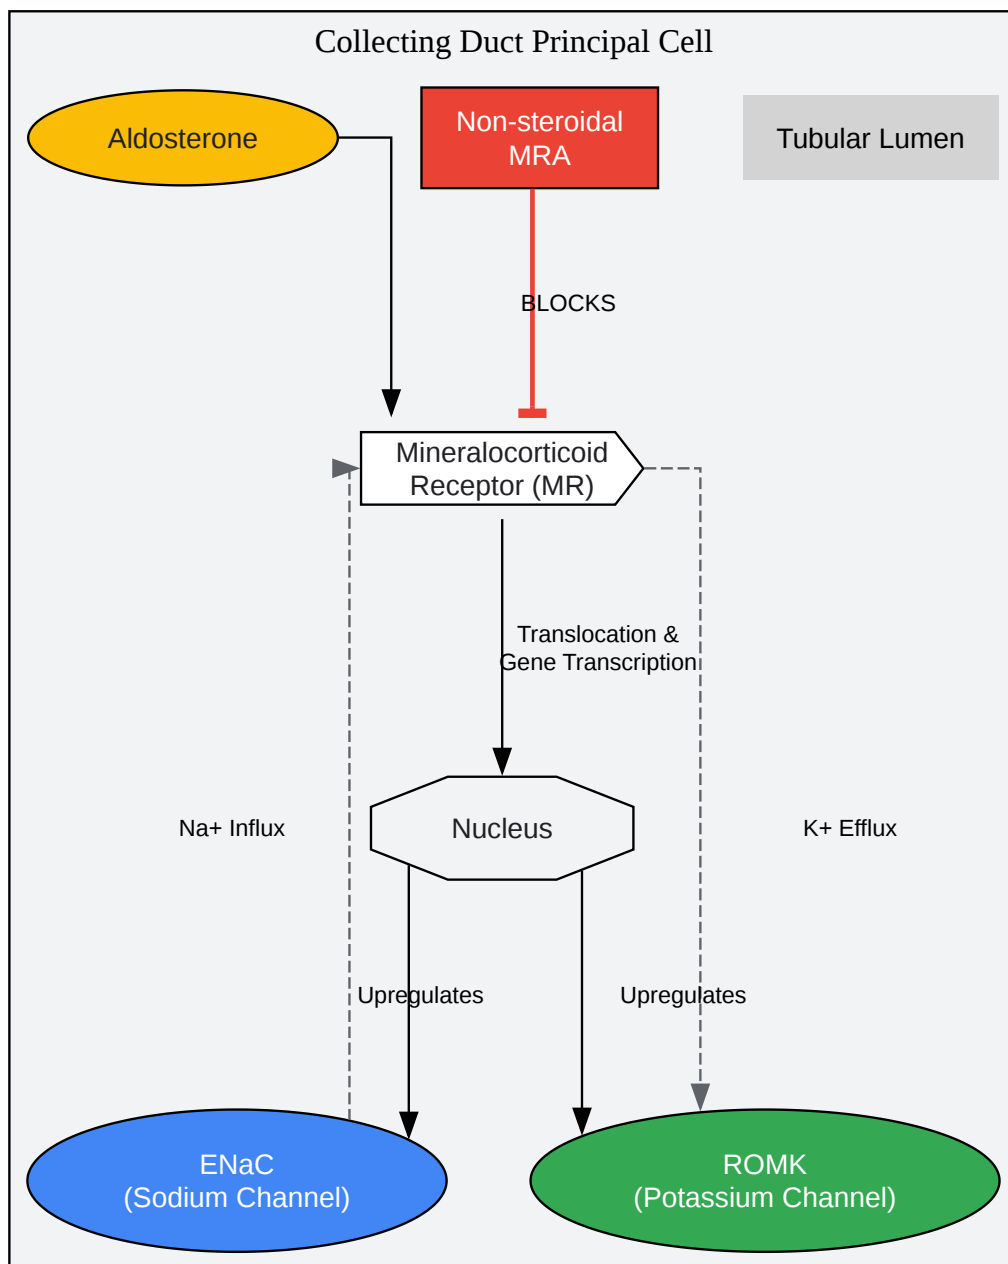 Collecting Duct Principal Cell
Aldosterone
Non-steroidal
MRA
Tubular Lumen
BLOCKS
Mineralocorticoid
Receptor (MR)
Translocation &
Gene Transcription
Na+ Influx
Nucleus
K+ Efflux
Upregulates
Upregulates
ENaC
(Sodium Channel)
ROMK
(Potassium Channel)